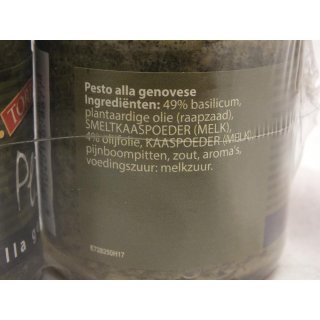 Pesto alla genovese
Ingrediënten: 49% basilicum,
plantaardige olie (raapzaad),
SMELTKAASPOEDER (MELK),
4% olijfolie, KAASPOEDER (MELK),
pijnboompitten, zout, aroma's,
voedingszuur: melkzuur.